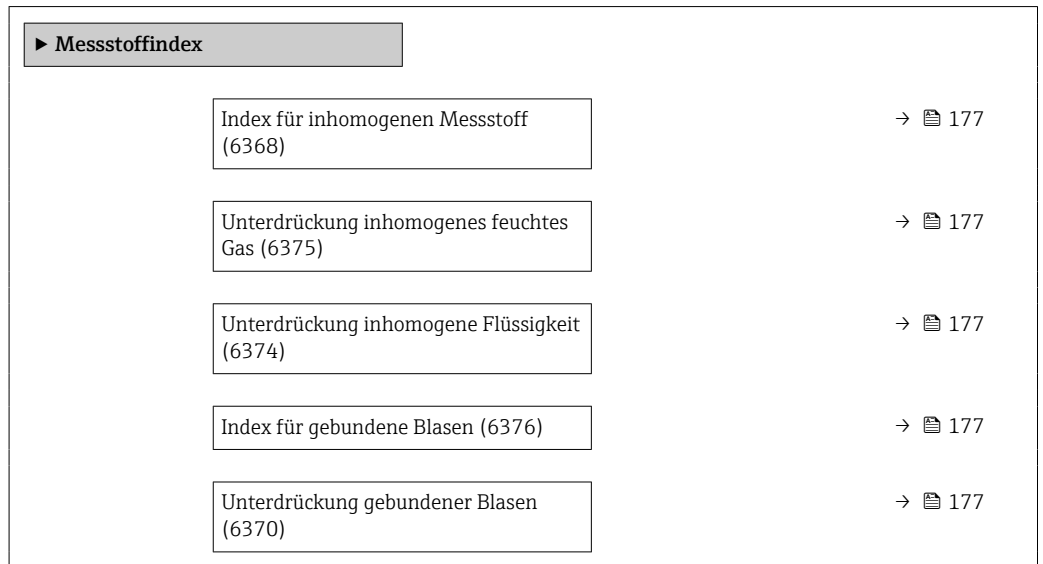 ▶ Messstoffindex
Index für inhomogenen Messstoff
(6368)
→ 177
Unterdrückung inhomogenes feuchtes
Gas (6375)
→ 177
Unterdrückung inhomogene Flüssigkeit
(6374)
→ 177
Index für gebundene Blasen (6376)
→ 177
Unterdrückung gebundener Blasen
(6370)
→ 177